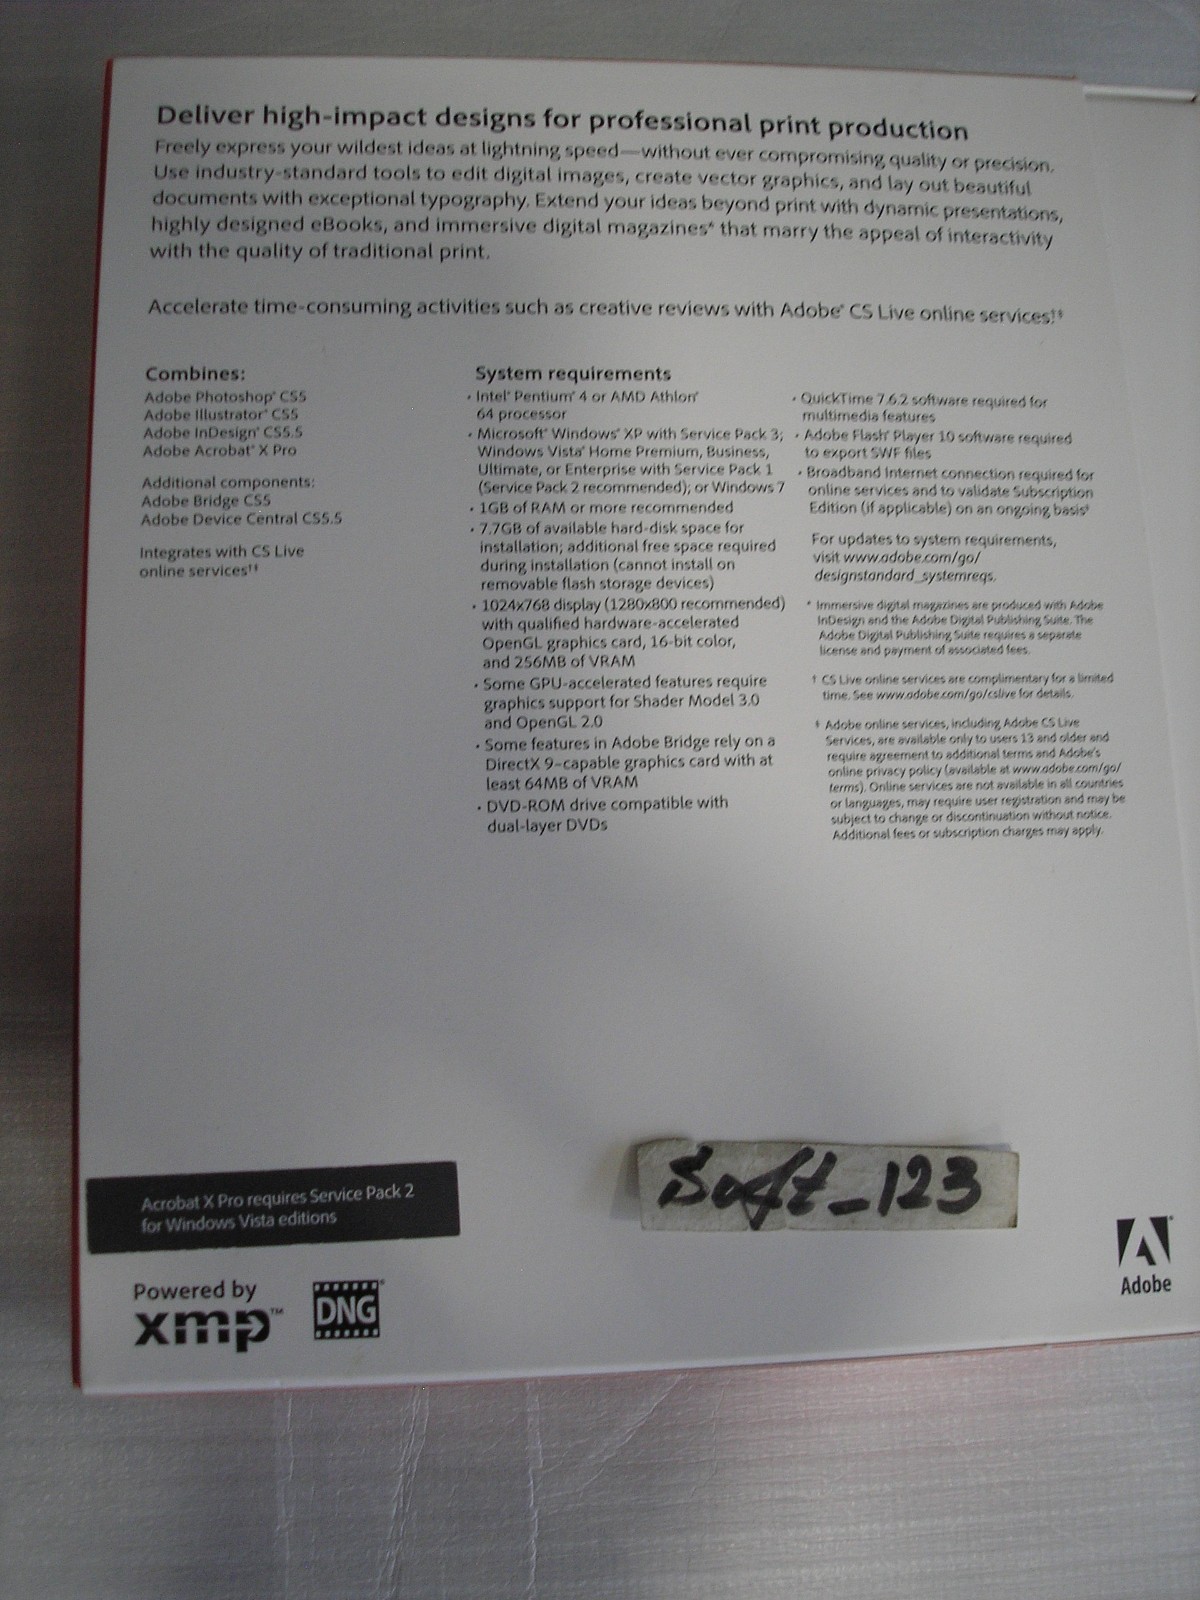 Deliver high-impact designs for professional print production
Freely express your wildest ideas at lightning speed—without ever compromising quality or precision.
Use industry-standard tools to edit digital images, create vector graphics, and lay out beautiful
documents with exceptional typography. Extend your ideas beyond print with dynamic presentations,
highly designed eBooks, and immersive digital magazines* that marry the appeal of interactivity
with the quality of traditional print.
Accelerate time-consuming activities such as creative reviews with Adobe® CS Live online services.†‡
Combines:
Adobe Photoshop® CS5
Adobe Illustrator® CS5
Adobe InDesign® CS5.5
Adobe Acrobat® X Pro
Additional components:
Adobe Bridge CS5
Adobe Device Central CS5.5
Integrates with CS Live
online services†‡
System requirements
• Intel® Pentium® 4 or AMD Athlon®
64 processor
• Microsoft® Windows® XP with Service Pack 3;
Windows Vista® Home Premium, Business,
Ultimate, or Enterprise with Service Pack 1
(Service Pack 2 recommended); or Windows 7
• 1GB of RAM or more recommended
• 7.7GB of available hard-disk space for
installation; additional free space required
during installation (cannot install on
removable flash storage devices)
• 1024x768 display (1280x800 recommended)
with qualified hardware-accelerated
OpenGL graphics card, 16-bit color,
and 256MB of VRAM
• Some GPU-accelerated features require
graphics support for Shader Model 3.0
and OpenGL 2.0
• Some features in Adobe Bridge rely on a
DirectX 9–capable graphics card with at
least 64MB of VRAM
• DVD-ROM drive compatible with
dual-layer DVDs
• QuickTime 7.6.2 software required for
multimedia features
• Adobe Flash® Player 10 software required
to export SWF files
• Broadband Internet connection required for
online services and to validate Subscription
Edition (if applicable) on an ongoing basis‡
For updates to system requirements,
visit www.adobe.com/go/
designstandard_systemreqs.
* Immersive digital magazines are produced with Adobe
InDesign and the Adobe Digital Publishing Suite. The
Adobe Digital Publishing Suite requires a separate
license and payment of associated fees.
† CS Live online services are complimentary for a limited
time. See www.adobe.com/go/cslive for details.
‡ Adobe online services, including Adobe CS Live
Services, are available only to users 13 and older and
require agreement to additional terms and Adobe's
online privacy policy (available at www.adobe.com/go/
terms). Online services are not available in all countries
or languages, may require user registration and may be
subject to change or discontinuation without notice.
Additional fees or subscription charges may apply.
Acrobat X Pro requires Service Pack 2
for Windows Vista editions
Soft_123
Powered by
xmp™
DNG®
Adobe